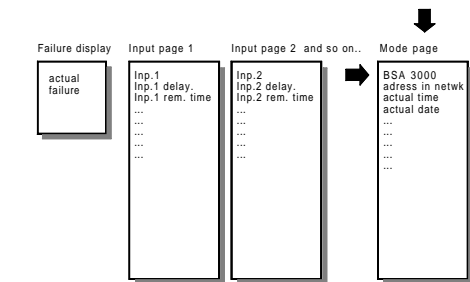 Failure display
actual
failure
Input page 1
Inp.1
Inp.1 delay.
Inp.1 rem. time
...
...
...
...
...
Input page 2 and so on..
Inp.2
Inp.2 delay.
Inp.2 rem. time
...
...
...
...
...
Mode page
BSA 3000
adress in netwk
actual time
actual date
...
...
...
...
...